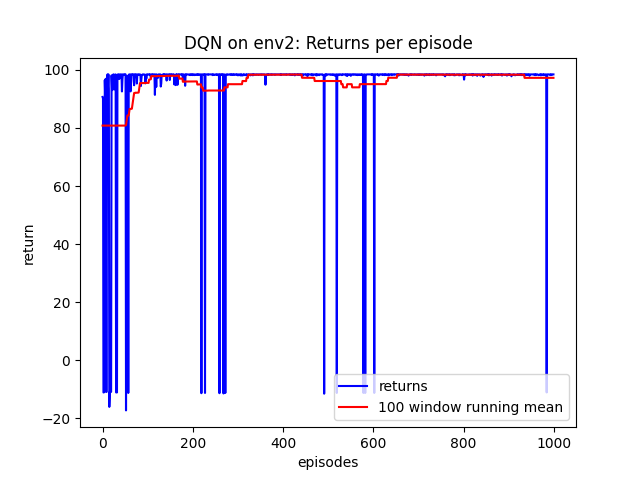 DQN on env2: Returns per episode
100
80
60
40
20
0
−20
return
0
200
400
600
800
1000
episodes
returns
100 window running mean